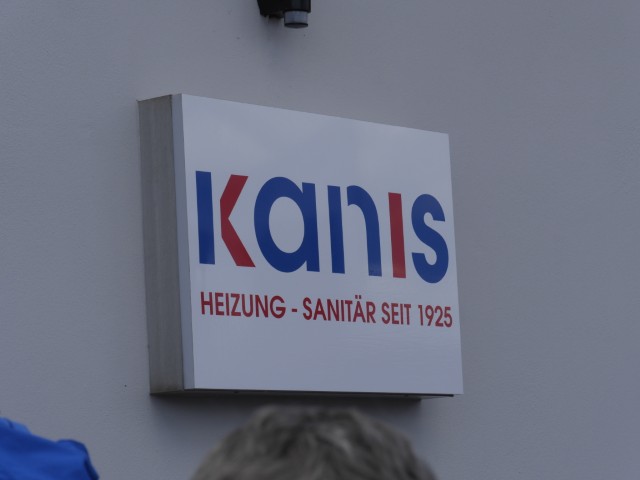 Kanis
HEIZUNG - SANITÄR SEIT 1925